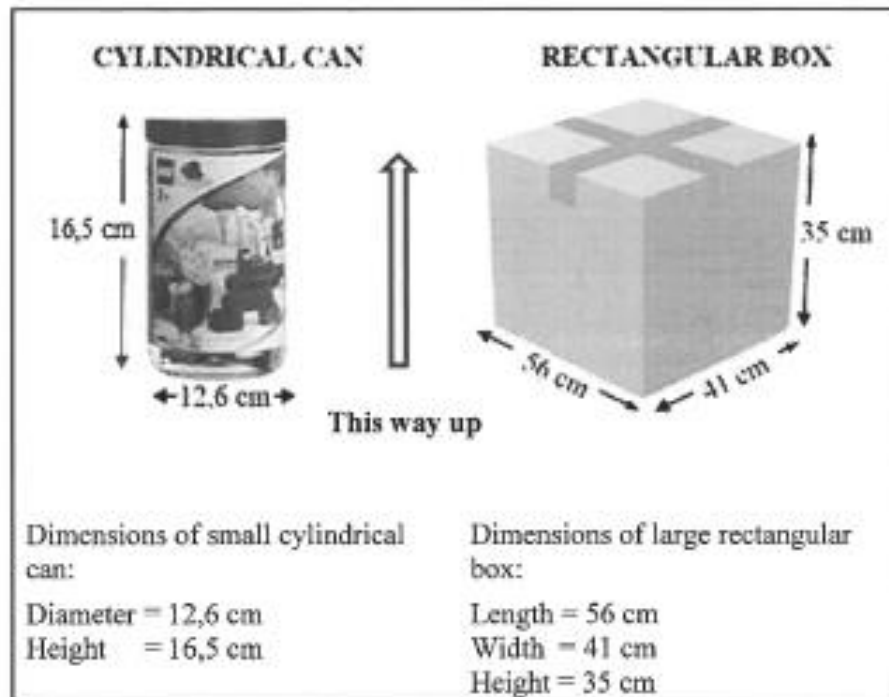 CYLINDRICAL CAN
RECTANGULAR BOX
16,5 cm
12,6 cm
This way up
35 cm
56 cm
41 cm
Dimensions of small cylindrical
can:
Diameter = 12,6 cm
Height = 16,5 cm
Dimensions of large rectangular
box:
Length = 56 cm
Width = 41 cm
Height = 35 cm